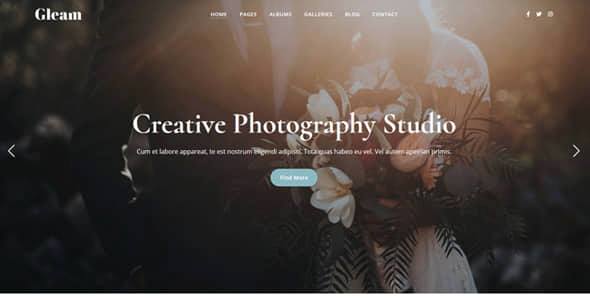 Gleam
HOME PAGES ALBUMS GALLERIES BLOG CONTACT
Creative Photography Studio
Cum et labore appareat, te est nostrum eligendi adipisci. Tota quas habeo eu vel. Vel autem aperiam primis.
Find More